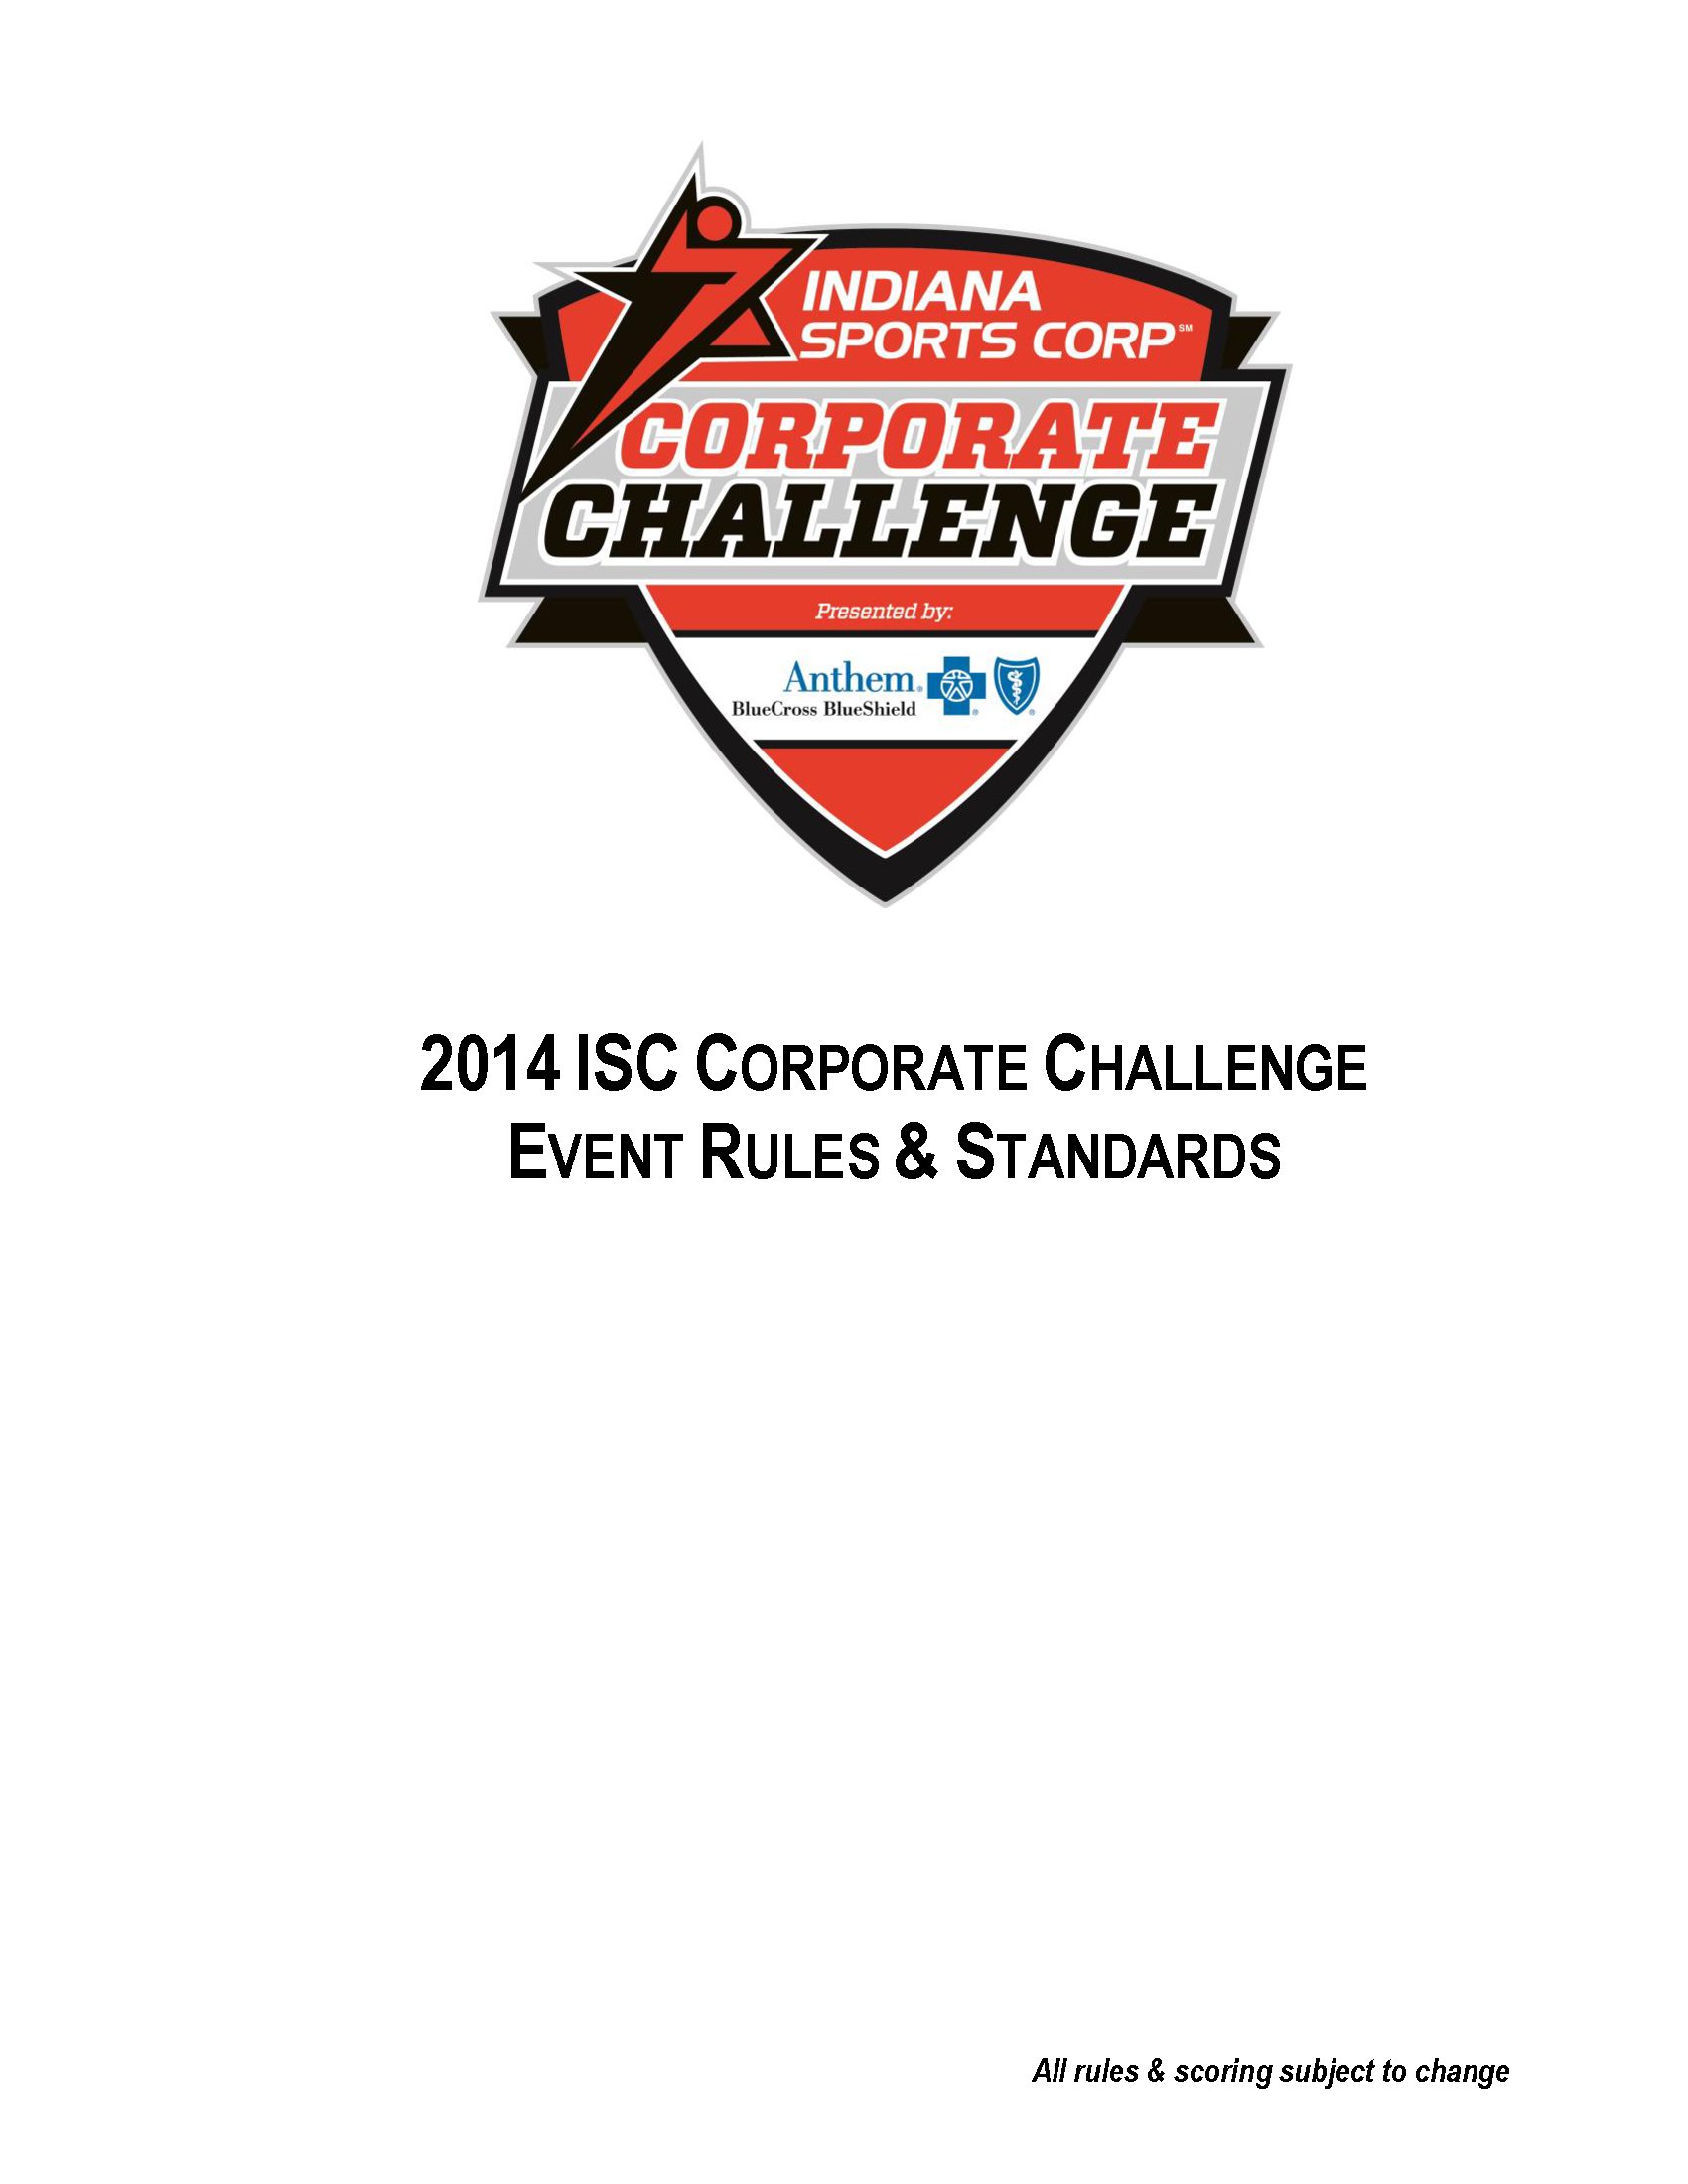 INDIANA
SPORTS CORP℠
CORPORATE
CHALLENGE
Presented by:
Anthem®
BlueCross BlueShield ® ®
2014 ISC CORPORATE CHALLENGE
EVENT RULES & STANDARDS
All rules & scoring subject to change